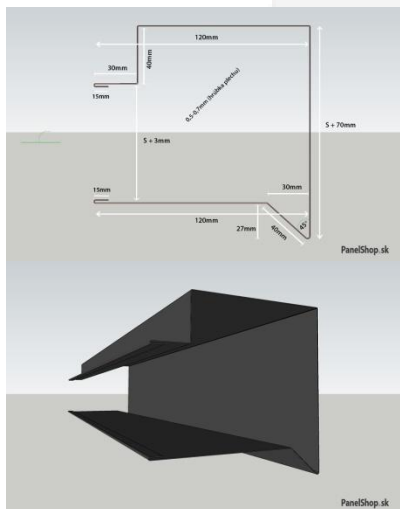 120mm
30mm
40mm
15mm
0,5-0,7mm (hrúbka plechu)
S + 3mm
S + 70mm
15mm
30mm
120mm
27mm
40mm
45°
PanelShop.sk
PanelShop.sk